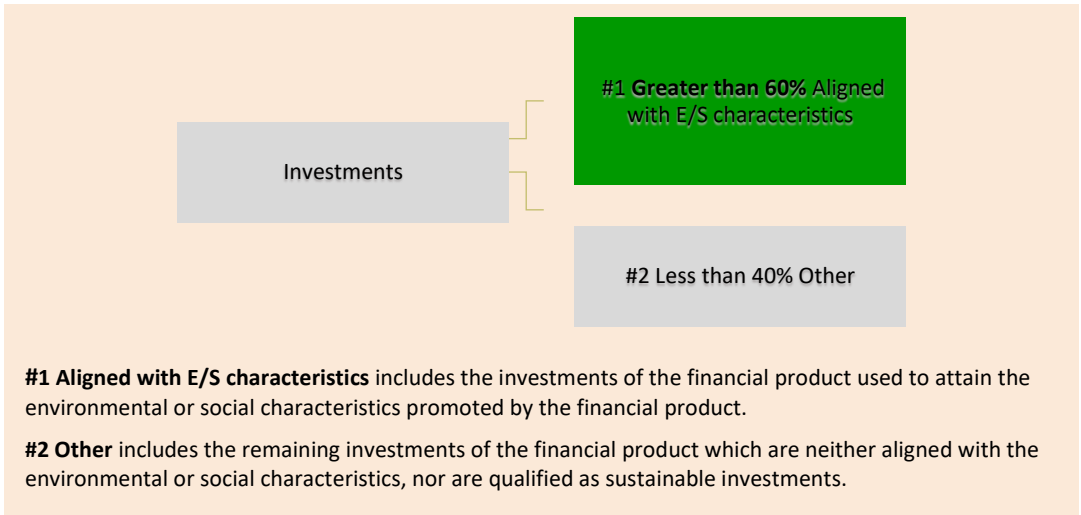 #1 Greater than 60% Aligned
with E/S characteristics
Investments
#2 Less than 40% Other
#1 Aligned with E/S characteristics includes the investments of the financial product used to attain the
environmental or social characteristics promoted by the financial product.
#2 Other includes the remaining investments of the financial product which are neither aligned with the
environmental or social characteristics, nor are qualified as sustainable investments.